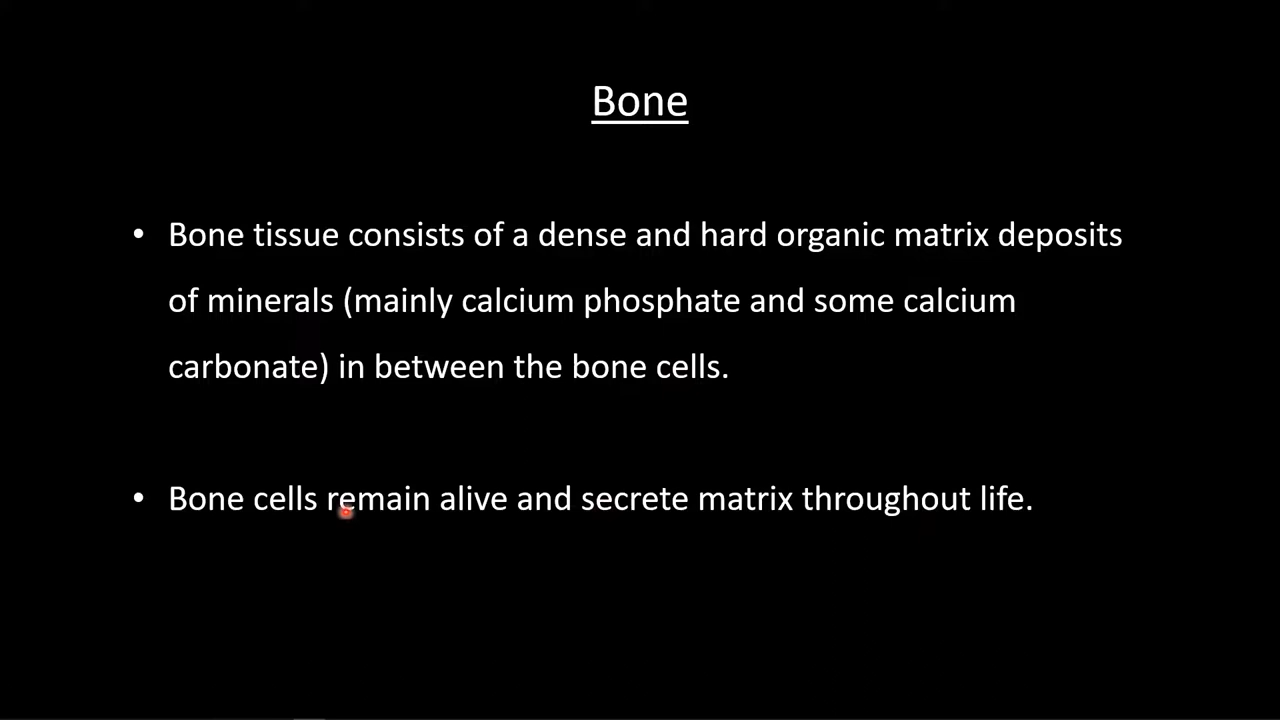 Bone
• Bone tissue consists of a dense and hard organic matrix deposits
of minerals (mainly calcium phosphate and some calcium
carbonate) in between the bone cells.
• Bone cells remain alive and secrete matrix throughout life.